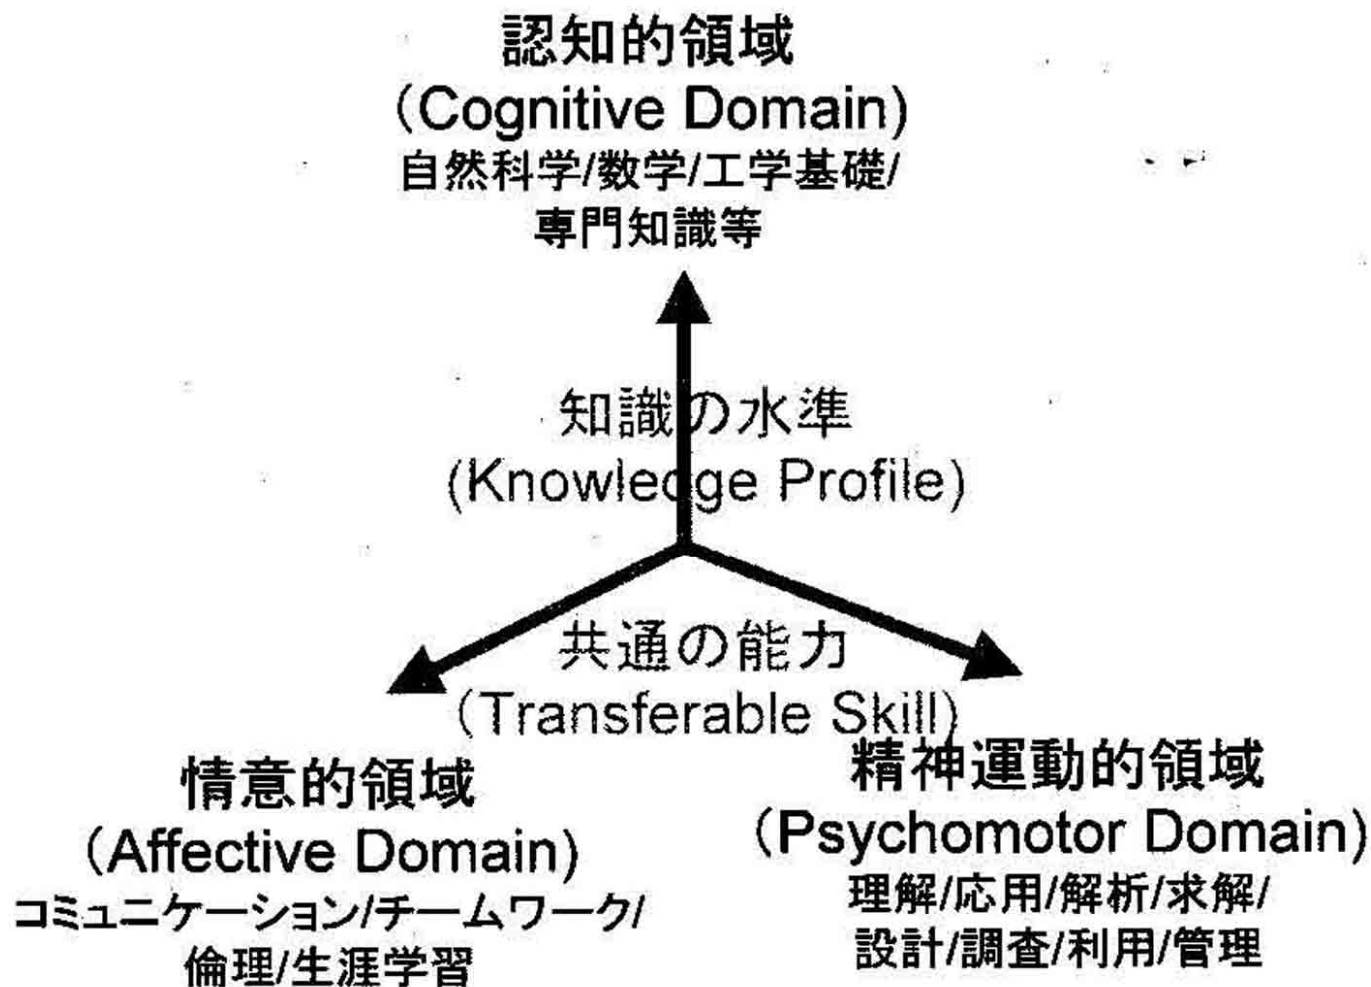 認知的領域
(Cognitive Domain)
自然科学/数学/工学基礎/
専門知識等
知識の水準
(Knowledge Profile)
共通の能力
(Transferable Skill)
情意的領域
(Affective Domain)
コミュニケーション/チームワーク/
倫理/生涯学習
精神運動的領域
(Psychomotor Domain)
理解/応用/解析/求解/
設計/調査/利用/管理